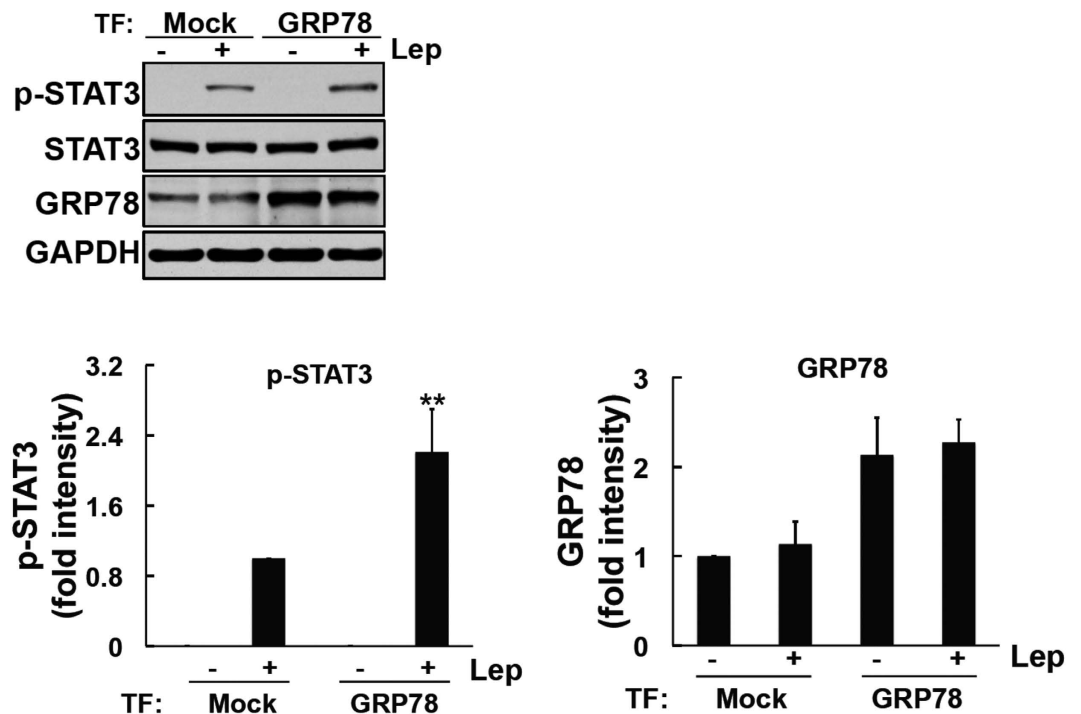 TF: Mock GRP78
- + - + Lep
p-STAT3
STAT3
GRP78
GAPDH
p-STAT3
p-STAT3
(fold intensity)
3.2
2.4
1.6
0.8
0
**
- + - + Lep
TF: Mock GRP78
GRP78
GRP78
(fold intensity)
3
2
1
0
- + - + Lep
TF: Mock GRP78